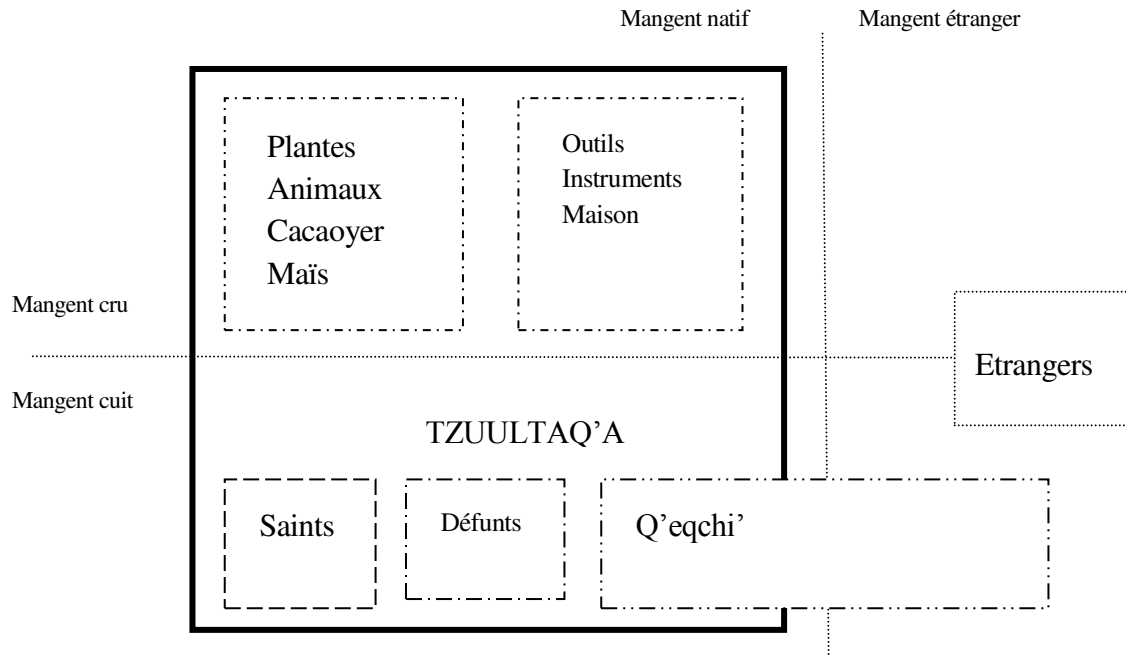 Mangent natif
Mangent étranger
Plantes
Animaux
Cacaoyer
Maïs
Outils
Instruments
Maison
Mangent cru
Etrangers
Mangent cuit
TZUULTAQ’A
Saints
Défunts
Q’eqchi’